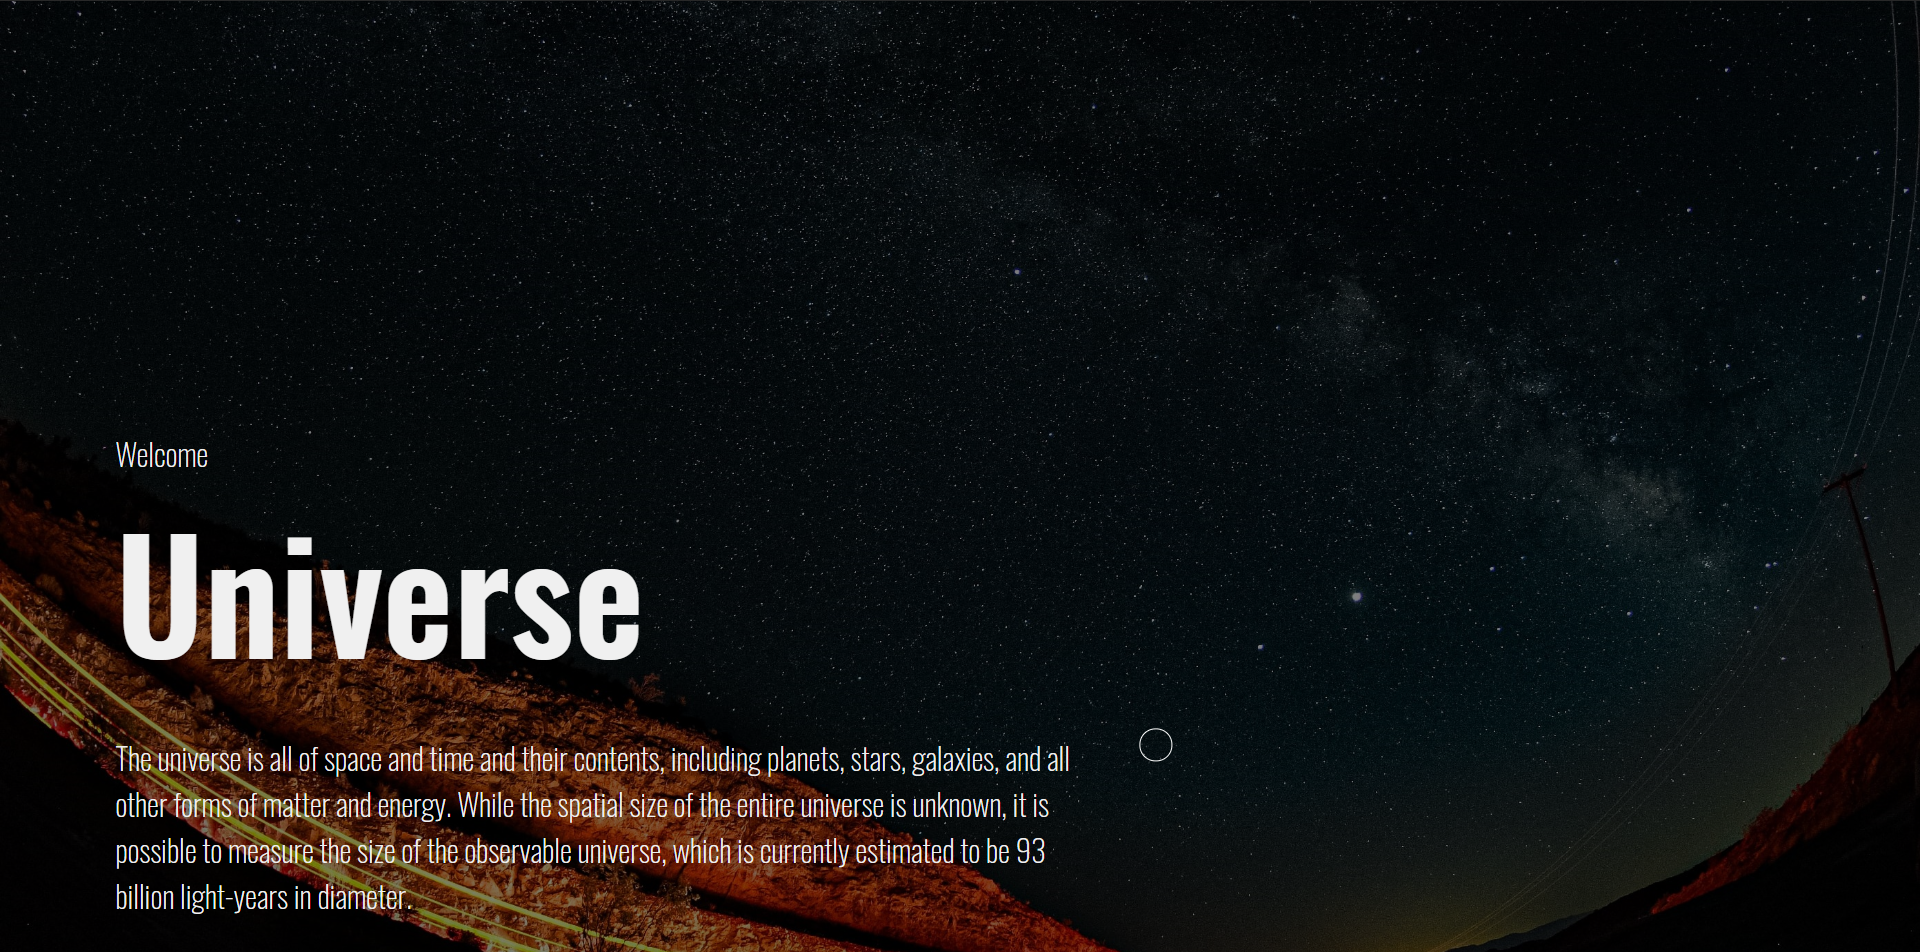 Welcome
Universe
The universe is all of space and time and their contents, including planets, stars, galaxies, and all
other forms of matter and energy. While the spatial size of the entire universe is unknown, it is
possible to measure the size of the observable universe, which is currently estimated to be 93
billion light-years in diameter.